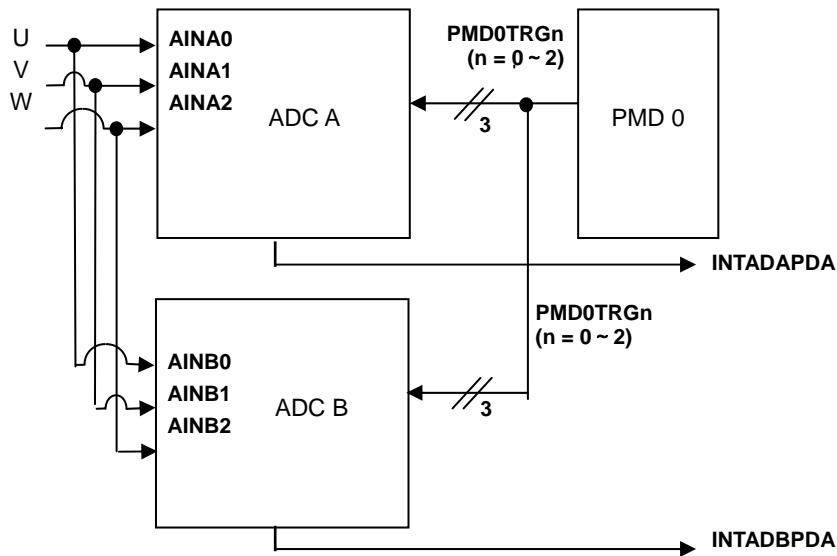 U
V
W
AINA0
AINA1
AINA2
ADC A
PMD0TRGn
(n = 0 ~ 2)
3
PMD 0
INTADAPDA
PMD0TRGn
(n = 0 ~ 2)
AINB0
AINB1
AINB2
ADC B
3
INTADBPDA